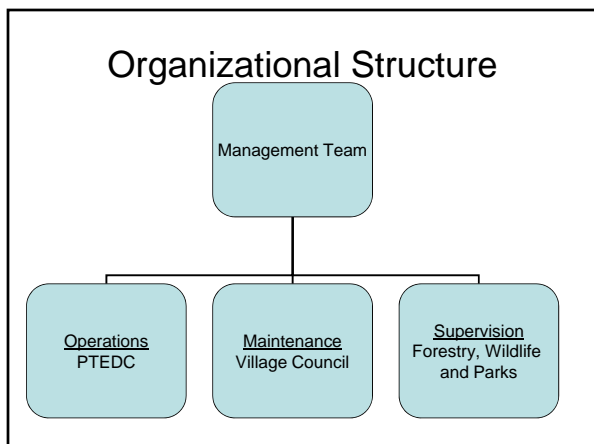 Organizational Structure
Management Team
Operations
PTEDC
Maintenance
Village Council
Supervision
Forestry, Wildlife
and Parks